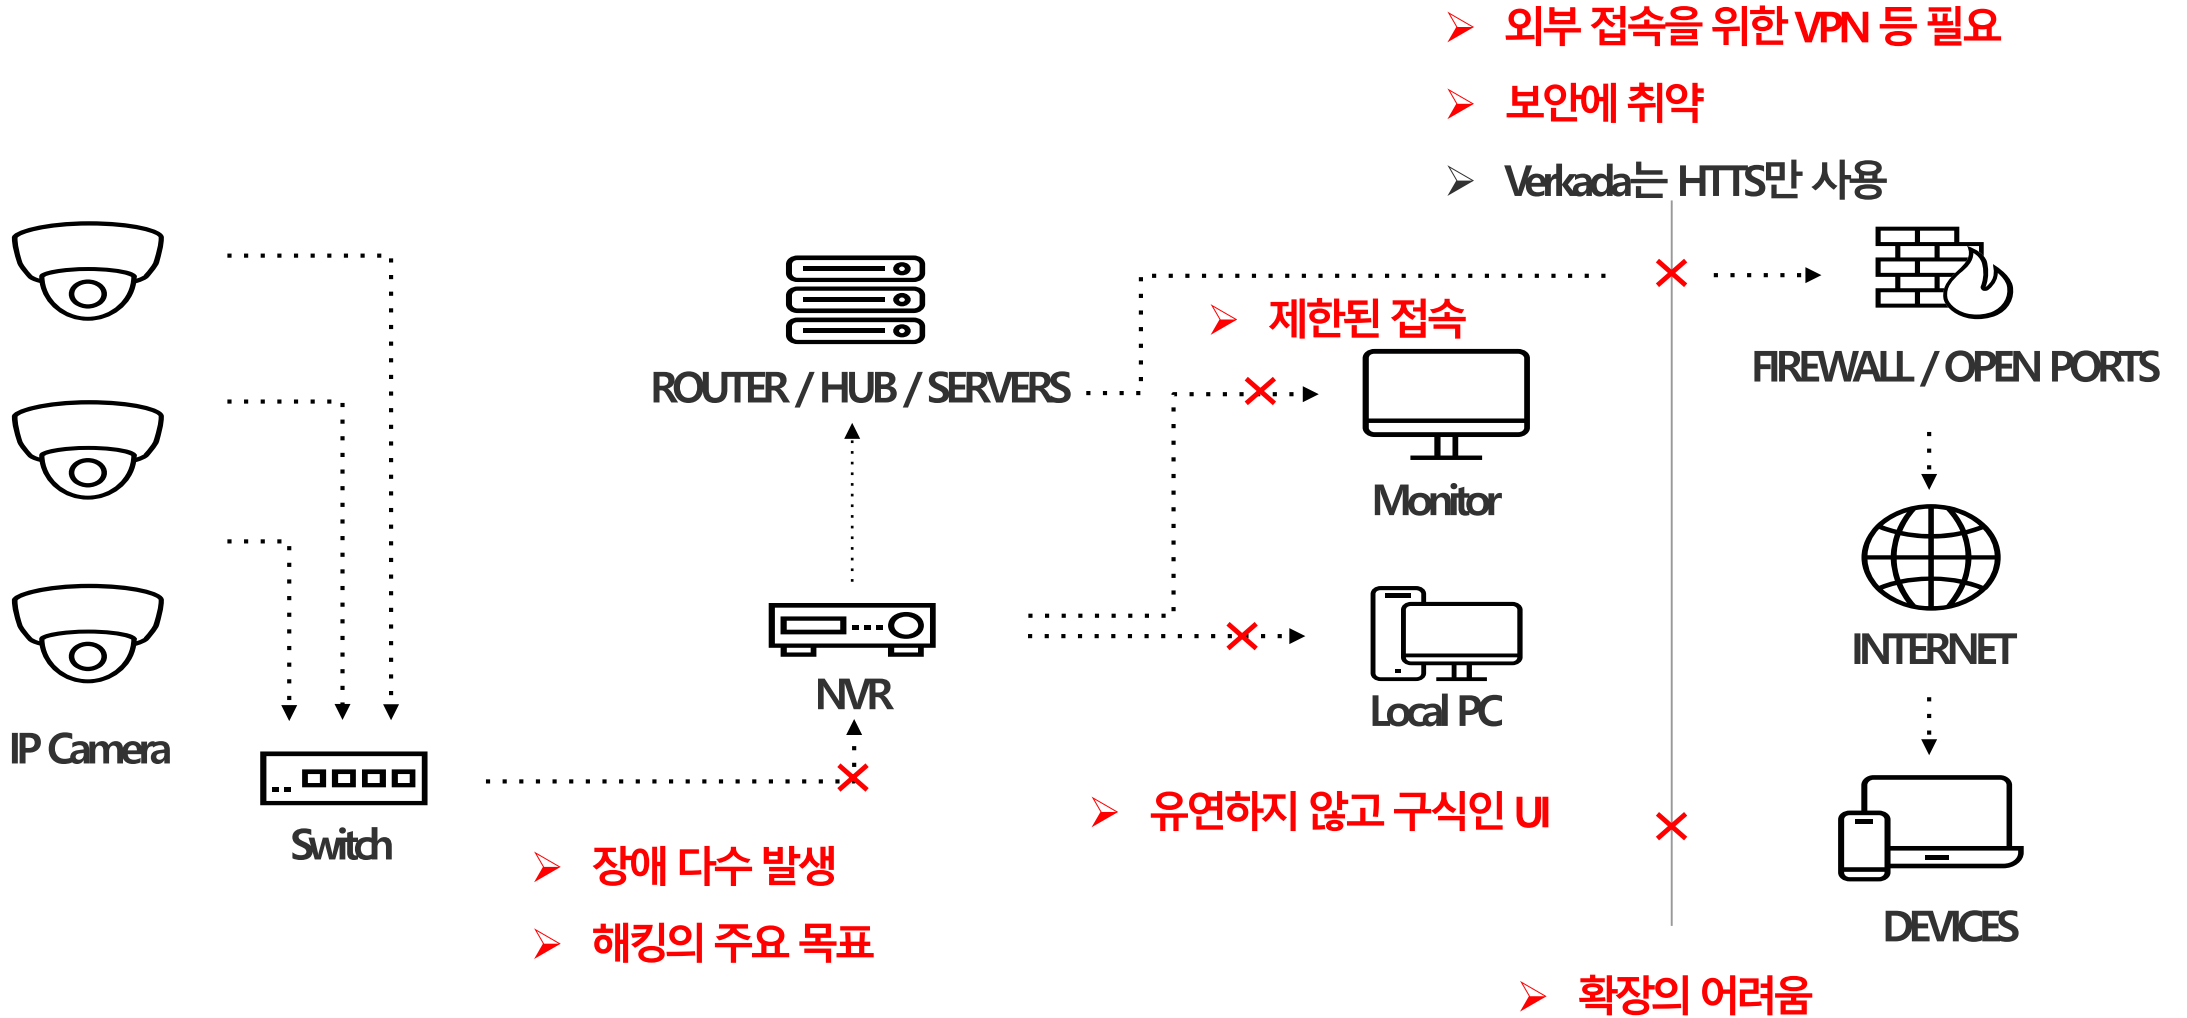 외부 접속을 위한 VPN 등 필요
보안에 취약
Verkada는 HTTS만 사용
제한된 접속
ROUTER / HUB / SERVERS
FIREWALL / OPEN PORTS
Monitor
INTERNET
NVR
Local PC
IP Camera
유연하지 않고 구식인 UI
Switch
장애 다수 발생
DEVICES
해킹의 주요 목표
확장의 어려움